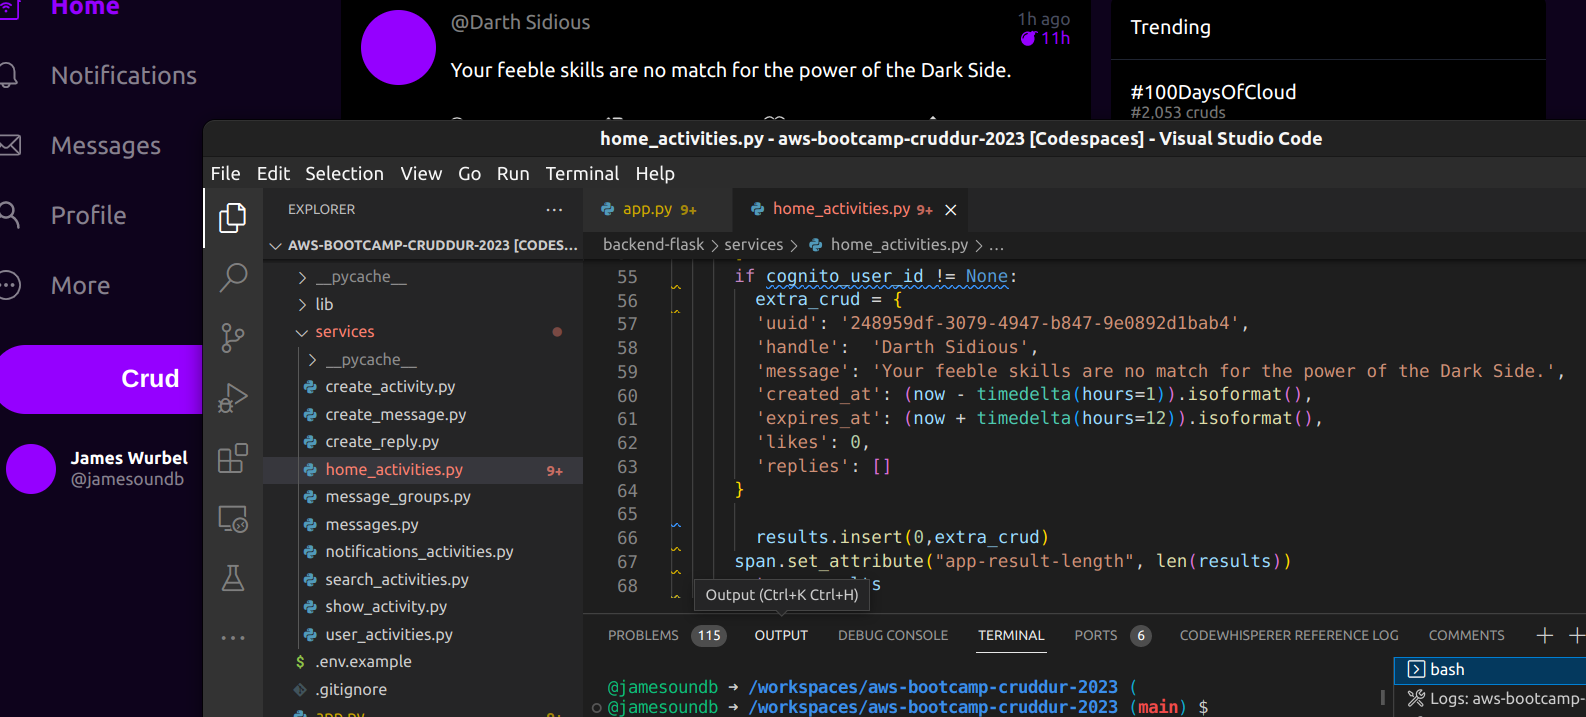 Home
Notifications
Messages
Profile
More
Crud
James Wurbel
@jamesoundb
@Darth Sidious
1h ago
11h
Your feeble skills are no match for the power of the Dark Side.
Trending
#100DaysOfCloud
#2,053 cruds
home_activities.py - aws-bootcamp-cruddur-2023 [Codespaces] - Visual Studio Code
File Edit Selection View Go Run Terminal Help
EXPLORER ...
AWS-BOOTCAMP-CRUDDUR-2023 [CODES...
__pycache__
lib
services
__pycache__
create_activity.py
create_message.py
create_reply.py
home_activities.py 9+
message_groups.py
messages.py
notifications_activities.py
search_activities.py
show_activity.py
user_activities.py
.env.example
.gitignore
app.py
app.py 9+
home_activities.py 9+
backend-flask > services > home_activities.py > ...
55 if cognito_user_id != None:
56 extra_crud = {
57 'uuid': '248959df-3079-4947-b847-9e0892d1bab4',
58 'handle': 'Darth Sidious',
59 'message': 'Your feeble skills are no match for the power of the Dark Side.',
60 'created_at': (now - timedelta(hours=1)).isoformat(),
61 'expires_at': (now + timedelta(hours=12)).isoformat(),
62 'likes': 0,
63 'replies': []
64 }
65
66 results.insert(0,extra_crud)
67 span.set_attribute("app-result-length", len(results))
68
Output (Ctrl+K Ctrl+H)
PROBLEMS 115 OUTPUT DEBUG CONSOLE TERMINAL PORTS 6 CODEWHISPERER REFERENCE LOG COMMENTS
@jamesoundb → /workspaces/aws-bootcamp-cruddur-2023 (
@jamesoundb → /workspaces/aws-bootcamp-cruddur-2023 (main) $
bash
Logs: aws-bootcamp-